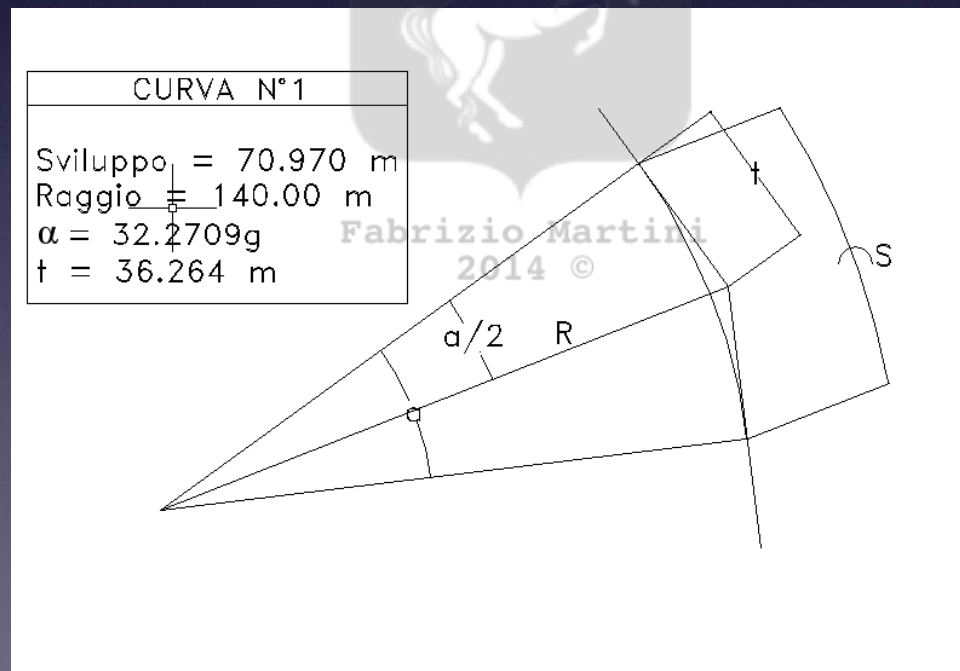 CURVA N°1
Sviluppo = 70.970 m
Raggio = 140.00 m
α = 32.2709g
t = 36.264 m
Fabrizio Martini
2014 ©
t
S
a/2
R
a